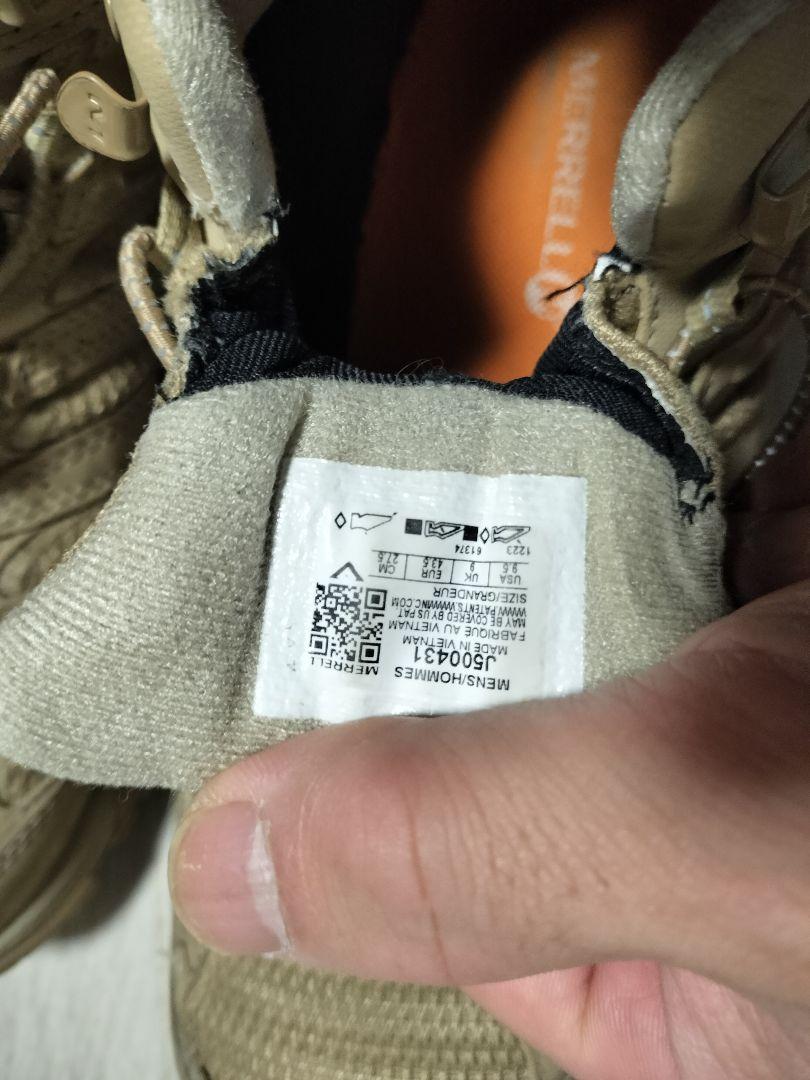 MERRELL
MENS/HOMMES
J500431
MADE IN VIETNAM
FABRIQUE AU VIETNAM
MAY BE COVERED BY US PAT.
WWW.PATENTS.WWWINC.COM
SIZE/GRANDEUR
USA UK EUR CM
9.5 9 43.5 27.5
1223 61374
MERRELL